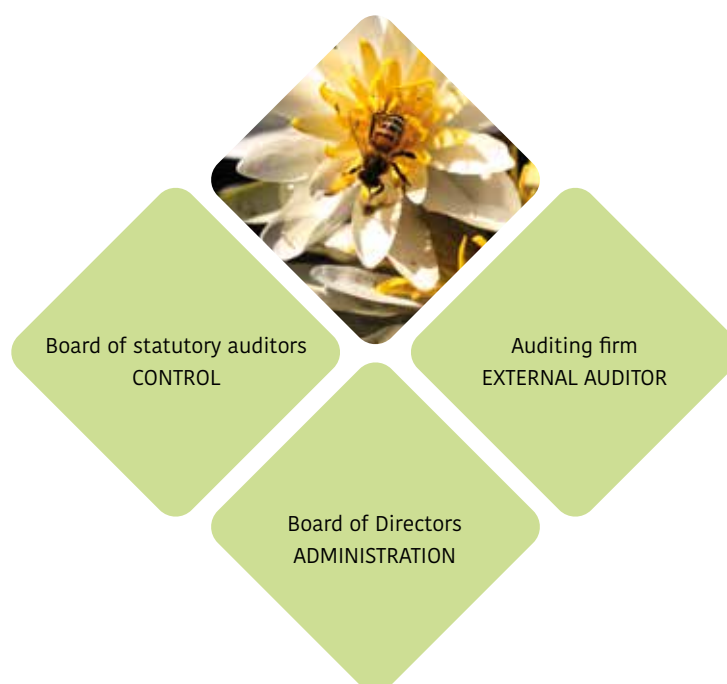 Board of statutory auditors
CONTROL
Auditing firm
EXTERNAL AUDITOR
Board of Directors
ADMINISTRATION